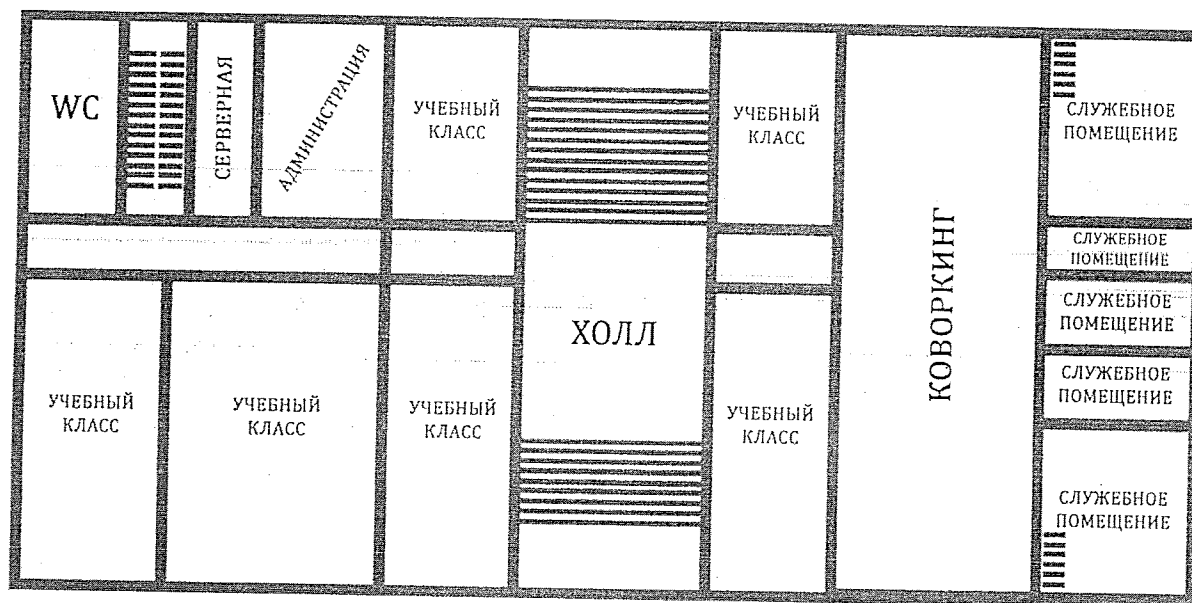 WC
СЕРВЕРНАЯ
АДМИНИСТРАЦИЯ
УЧЕБНЫЙ
КЛАСС
УЧЕБНЫЙ
КЛАСС
КОВОРКИНГ
СЛУЖЕБНОЕ
ПОМЕЩЕНИЕ
СЛУЖЕБНОЕ
ПОМЕЩЕНИЕ
СЛУЖЕБНОЕ
ПОМЕЩЕНИЕ
СЛУЖЕБНОЕ
ПОМЕЩЕНИЕ
СЛУЖЕБНОЕ
ПОМЕЩЕНИЕ
ХОЛЛ
УЧЕБНЫЙ
КЛАСС
УЧЕБНЫЙ
КЛАСС
УЧЕБНЫЙ
КЛАСС
УЧЕБНЫЙ
КЛАСС